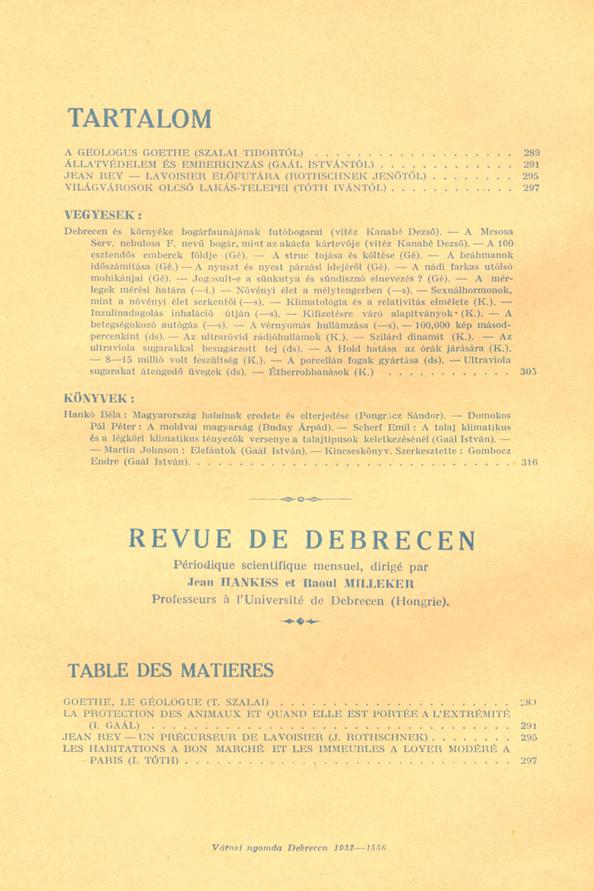 TARTALOM
A GEOLOGUS GOETHE (SZALAI TIBORTÓL) . . . . . . . . . . . . . . . . . . . 289
ÁLLATVÉDELEM ÉS EMBERKINZÁS (GAÁL ISTVÁNTÓL) . . . . . . . . . . . . . 291
JEAN REY — LAVOISIER ELŐFUTÁRA (ROTHSCHNEK JENŐTŐL) . . . . . . . . 295
VILÁGVÁROSOK OLCSÓ LAKÁS-TELEPEI (TÓTH IVÁNTÓL) . . . . . . . . . . . . 297
VEGYESEK :
Debrecen és környéke bogárfaunájának futóbogarai (vitéz Kanabé Dezső). — A Mesosa
Serv. nebulosa F. nevű bogár, mint az akácfa kártevője (vitéz Kanabé Dezső). — A 100
esztendős emberek földje (Gé). — A struc tojása és költése (Gé). — A bráhmanok
időszámítása (Gé.) — A nyuszt és nyest párzási idejéről (Gé). — A nádi farkas utólsó
mohikánjai (Gé). — Jogosult-e a sünkutya és sündisznó elnevezés ? (Gé). — A mér-
legek mérési határa (—i.) — Növényi élet a mélytengerben (—s). — Sexuálhormonok,
mint a növényi élet serkentői (—s). — Klimatológia és a relativitás elmélete (K.). —
Inzulinadagolás inhaláció útján (—s). — Kifizetésre váró alapítványok (K.). — A
betegségokozó autógáz (—s). — A vérnyomás hullámzása (—s). — 100,000 kép másod-
percenkint (ds). — Az ultrarövid rádióhullámok (K.). — Szilárd dinamit (K.). — Az
ultraviola sugarakkal besugárzott tej (ds). — A Hold hatása az órák járására (K.).
— 8—15 millió volt feszültség (K.). — A porcellán fogak gyártása (ds). — Ultraviola
sugarakat átengedő üvegek (ds). — Étherrobbanások (K.) . . . . . . . . . . . . 305
KÖNYVEK :
Hankó Béla : Magyarország halainak eredete és elterjedése (Pongrácz Sándor). — Domokos
Pál Péter : A moldvai magyarság (Buday Árpád). — Scherf Emil : A talaj klimatikus
és a légköri klimatikus tényezők versenye a talajtipusok keletkezésénél (Gaál István). —
— Martin Johnson : Elefántok (Gaál István). — Kincseskönyv. Szerkesztette : Gombocz
Endre (Gaál István). . . . . . . . . . . . . . . . . . . . . . . . . . . . . . . 316
REVUE DE DEBRECEN
Périodique scientifique mensuel, dirigé par
Jean HANKISS et Raoul MILLEKER
Professeurs à l'Université de Debrecen (Hongrie).
TABLE DES MATIERES
GOETHE, LE GÉOLOGUE (T. SZALAI) . . . . . . . . . . . . . . . . . . . . . . 289
LA PROTECTION DES ANIMAUX ET QUAND ELLE EST PORTÉE A L'EXTRÉMITÉ
(I. GAÁL) . . . . . . . . . . . . . . . . . . . . . . . . . . . . . . . . . . 291
JEAN REY — UN PRÉCURSEUR DE LAVOISIER (J. ROTHSCHNEK) . . . . . . . . 295
LES HABITATIONS A BON MARCHÉ ET LES IMMEUBLES A LOYER MODÉRÉ A
PARIS (I. TÓTH) . . . . . . . . . . . . . . . . . . . . . . . . . . . . . . . 297
Városi nyomda Debrecen 1932—1556